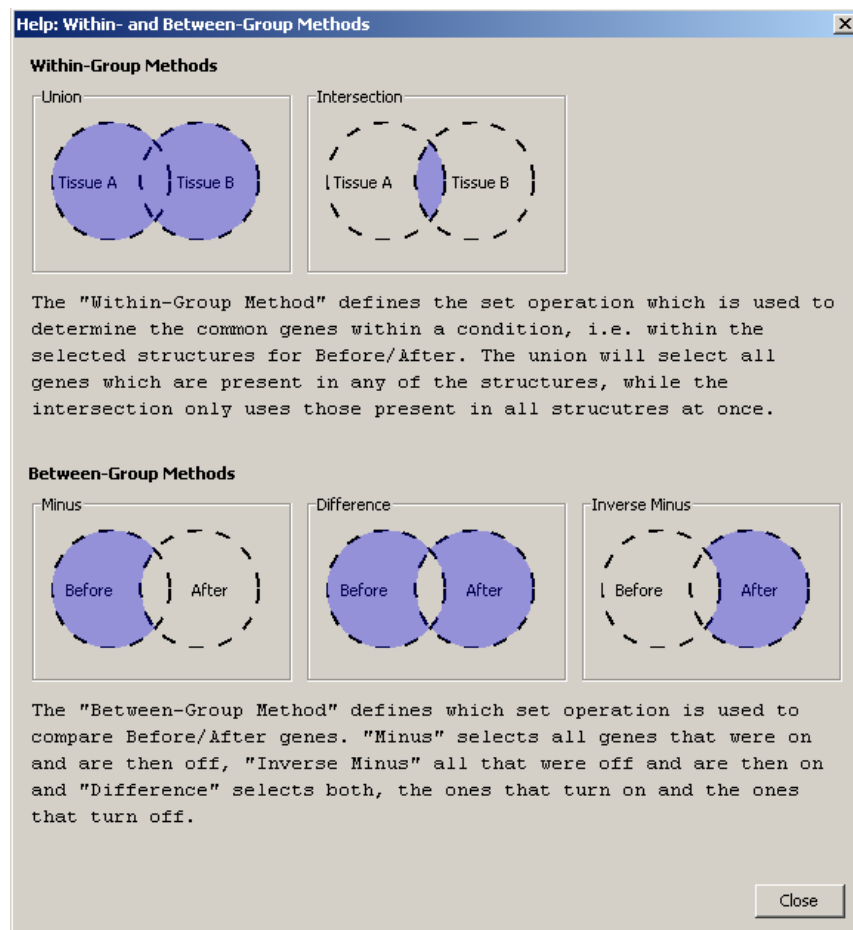 Help: Within- and Between-Group Methods
Within-Group Methods
Union
Intersection
Tissue A
Tissue B
Tissue A
Tissue B
The "Within-Group Method" defines the set operation which is used to
determine the common genes within a condition, i.e. within the
selected structures for Before/After. The union will select all
genes which are present in any of the structures, while the
intersection only uses those present in all strucutres at once.
Between-Group Methods
Minus
Difference
Inverse Minus
Before
After
Before
After
Before
After
The "Between-Group Method" defines which set operation is used to
compare Before/After genes. "Minus" selects all genes that were on
and are then off, "Inverse Minus" all that were off and are then on
and "Difference" selects both, the ones that turn on and the ones
that turn off.
Close